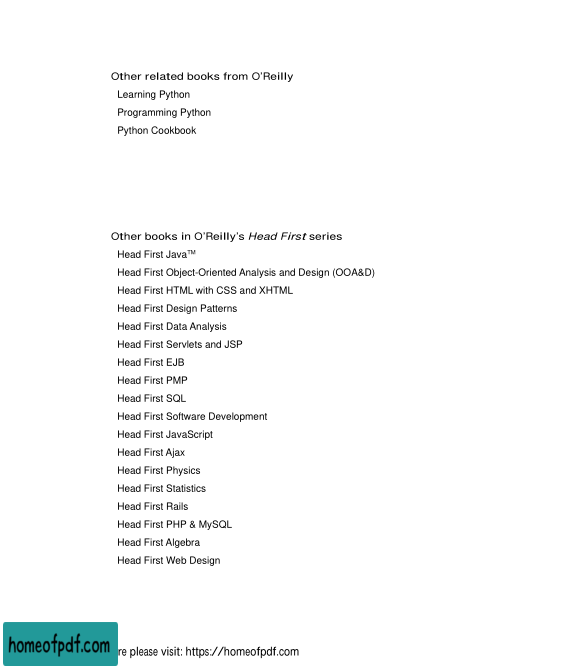 Other related books from O'Reilly
Learning Python
Programming Python
Python Cookbook
Other books in O'Reilly's Head First series
Head First Java™
Head First Object-Oriented Analysis and Design (OOA&D)
Head First HTML with CSS and XHTML
Head First Design Patterns
Head First Data Analysis
Head First Servlets and JSP
Head First EJB
Head First PMP
Head First SQL
Head First Software Development
Head First JavaScript
Head First Ajax
Head First Physics
Head First Statistics
Head First Rails
Head First PHP & MySQL
Head First Algebra
Head First Web Design
homeofpdf.com re please visit: https://homeofpdf.com